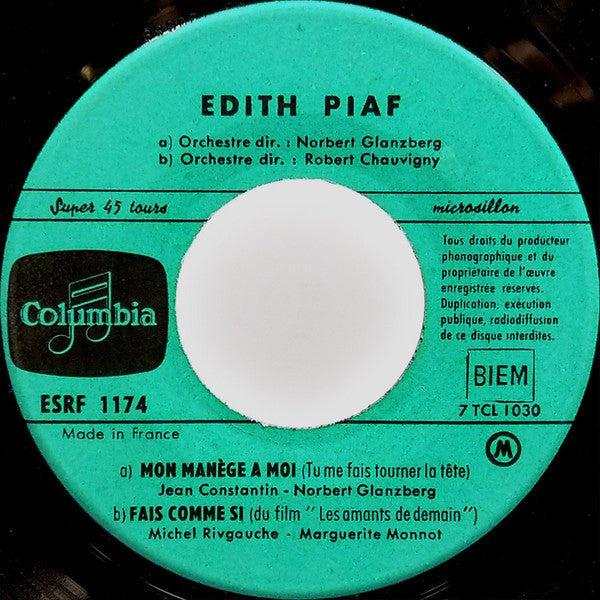 EDITH PIAF
a) Orchestre dir. : Norbert Glanzberg
b) Orchestre dir. : Robert Chauvigny
Super 45 tours
microsillon
Columbia
ESRF 1174
Made in France
Tous droits du producteur
phonographique et du
propriétaire de l'œuvre
enregistrée réservés.
Duplication, exécution
publique, radiodiffusion
de ce disque interdites.
BIEM
7 TCL 1030
M
a) MON MANÈGE A MOI (Tu me fais tourner la tête)
Jean Constantin - Norbert Glanzberg
b) FAIS COMME SI (du film "Les amants de demain")
Michel Rivgauche - Marguerite Monnot